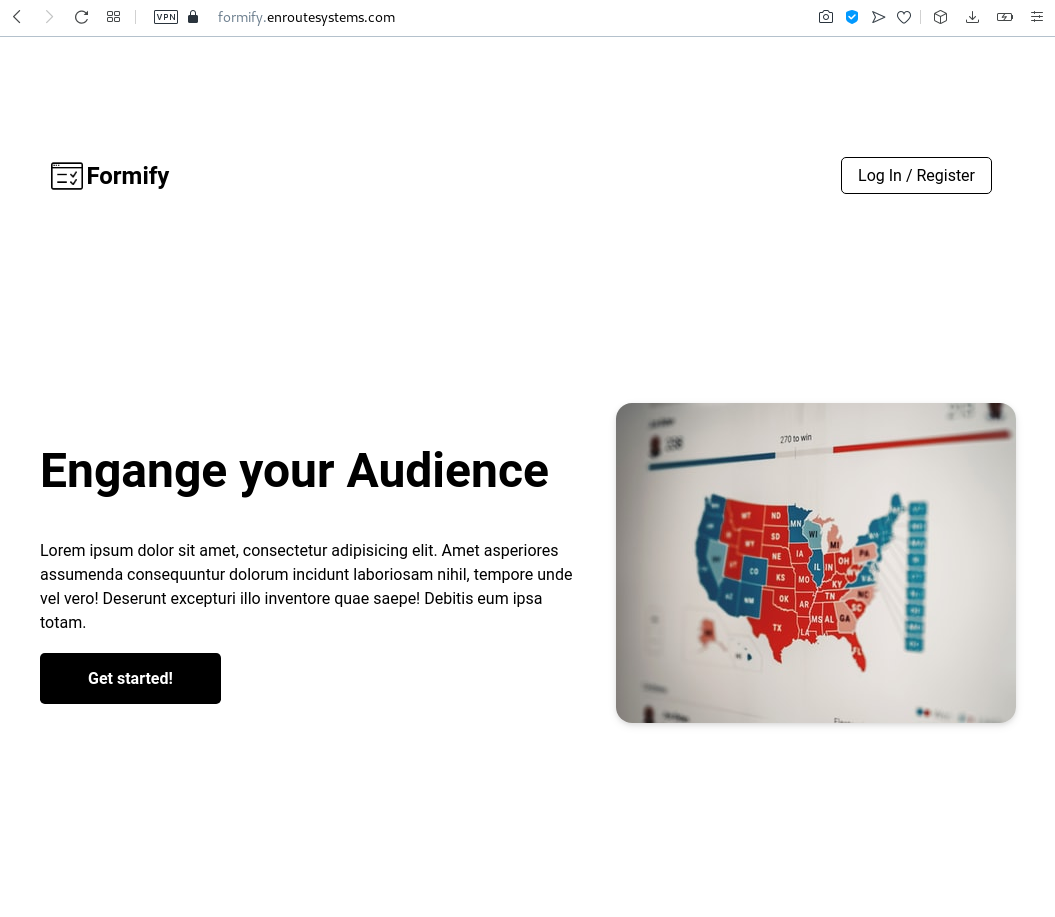 VPN
formify.enroutesystems.com
Formify
Log In / Register
Engange your Audience
Lorem ipsum dolor sit amet, consectetur adipisicing elit. Amet asperiores
assumenda consequuntur dolorum incidunt laboriosam nihil, tempore unde
vel vero! Deserunt excepturi illo inventore quae saepe! Debitis eum ipsa
totam.
Get started!
270 to win
MT ND MN
SD WI MI
WY IA
NE IL IN OH PA
CO KS MO KY
OK TN NC
NM AR SC
TX MS AL GA
LA
FL